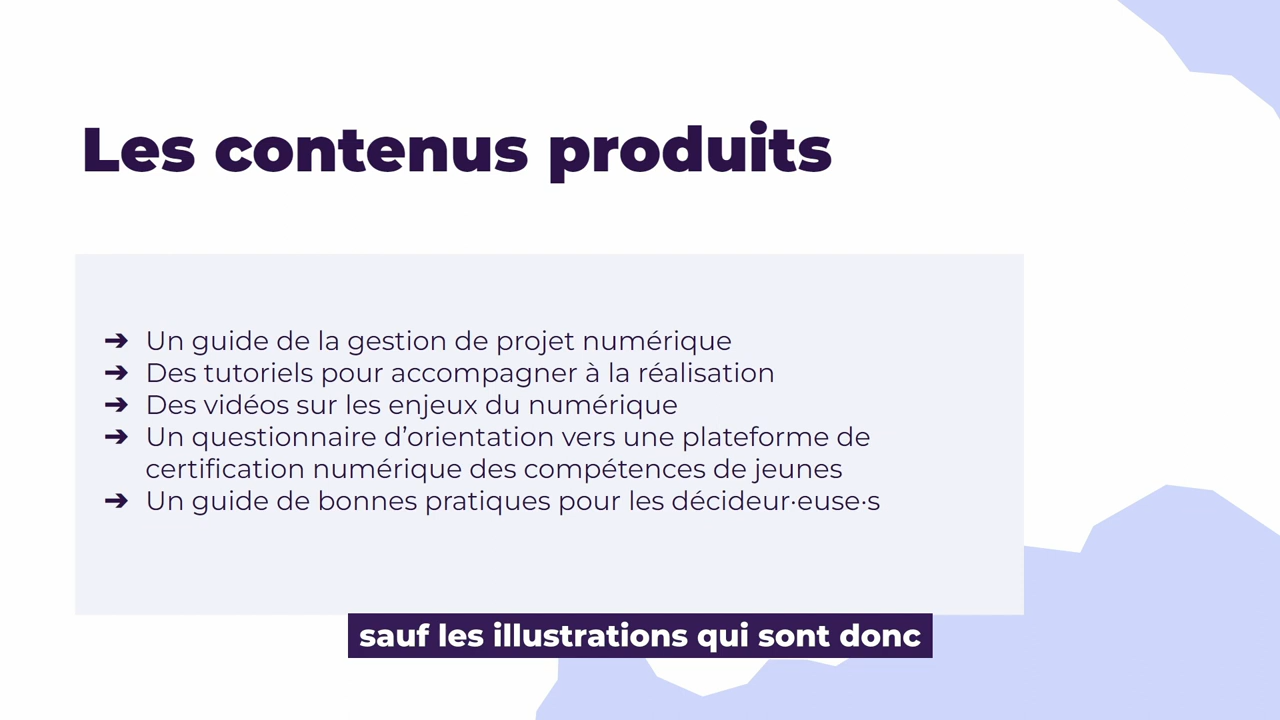 Les contenus produits
➔ Un guide de la gestion de projet numérique
➔ Des tutoriels pour accompagner à la réalisation
➔ Des vidéos sur les enjeux du numérique
➔ Un questionnaire d’orientation vers une plateforme de
certification numérique des compétences de jeunes
➔ Un guide de bonnes pratiques pour les décideur·euse·s
sauf les illustrations qui sont donc